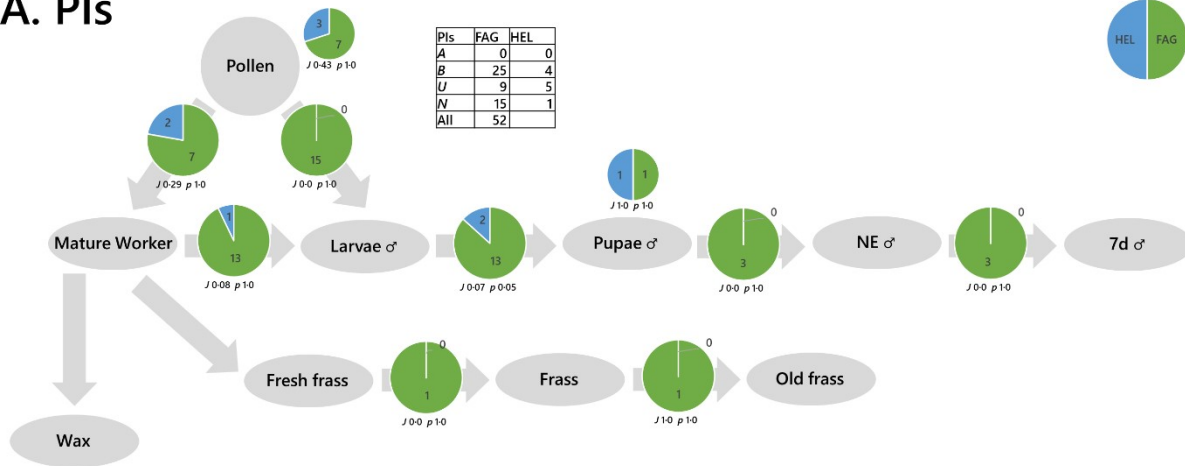 A. PIs
3
7
J 0·43 p 1·0
Pollen
PIs FAG HEL
A 0 0
B 25 4
U 9 5
N 15 1
All 52
HEL FAG
2
7
J 0·29 p 1·0
0
15
J 0·0 p 1·0
1 1
J 1·0 p 1·0
Mature Worker
1
13
J 0·08 p 1·0
Larvae ♂
2
13
J 0·07 p 0·05
Pupae ♂
0
3
J 0·0 p 1·0
NE ♂
0
3
J 0·0 p 1·0
7d ♂
Fresh frass
0
1
J 0·0 p 1·0
Frass
0
1
J 1·0 p 1·0
Old frass
Wax